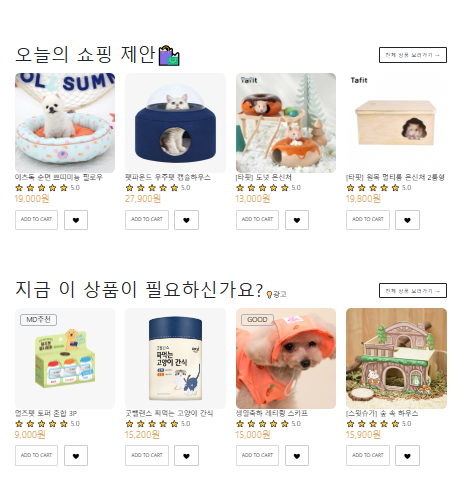 오늘의 쇼핑 제안
전체 상품 보러가기 →
OL SUMM
Tafit
Tafit
이츠독 순면 쁘띠미뇽 필로우
펫파운드 우주펫 캡슐하우스
[타핏] 도넛 은신처
[타핏] 원목 멀티룸 은신처 2룸형
5.0
5.0
5.0
5.0
19,000원
27,900원
13,000원
19,800원
ADD TO CART
ADD TO CART
ADD TO CART
ADD TO CART
지금 이 상품이 필요하신가요?
광고
전체 상품 보러가기 →
MD추천
짜먹는
고양이 간식
GOOD
얼즈펫 토퍼 혼합 3P
굿밸런스 찌먹는 고양이 간식
생일축하 레터링 스카프
[스윗슈가] 숲 속 하우스
5.0
5.0
5.0
5.0
9,000원
15,200원
15,000원
15,900원
ADD TO CART
ADD TO CART
ADD TO CART
ADD TO CART